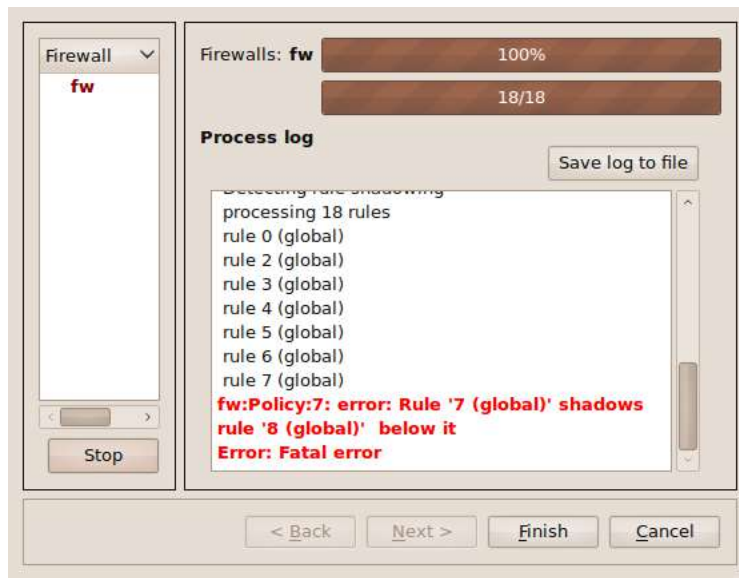 Firewall
fw
Stop
Firewalls: fw
100%
18/18
Process log
Save log to file
Detecting rule shadowing
processing 18 rules
rule 0 (global)
rule 2 (global)
rule 3 (global)
rule 4 (global)
rule 5 (global)
rule 6 (global)
rule 7 (global)
fw:Policy:7: error: Rule '7 (global)' shadows
rule '8 (global)'  below it
Error: Fatal error
< Back
Next >
Finish
Cancel